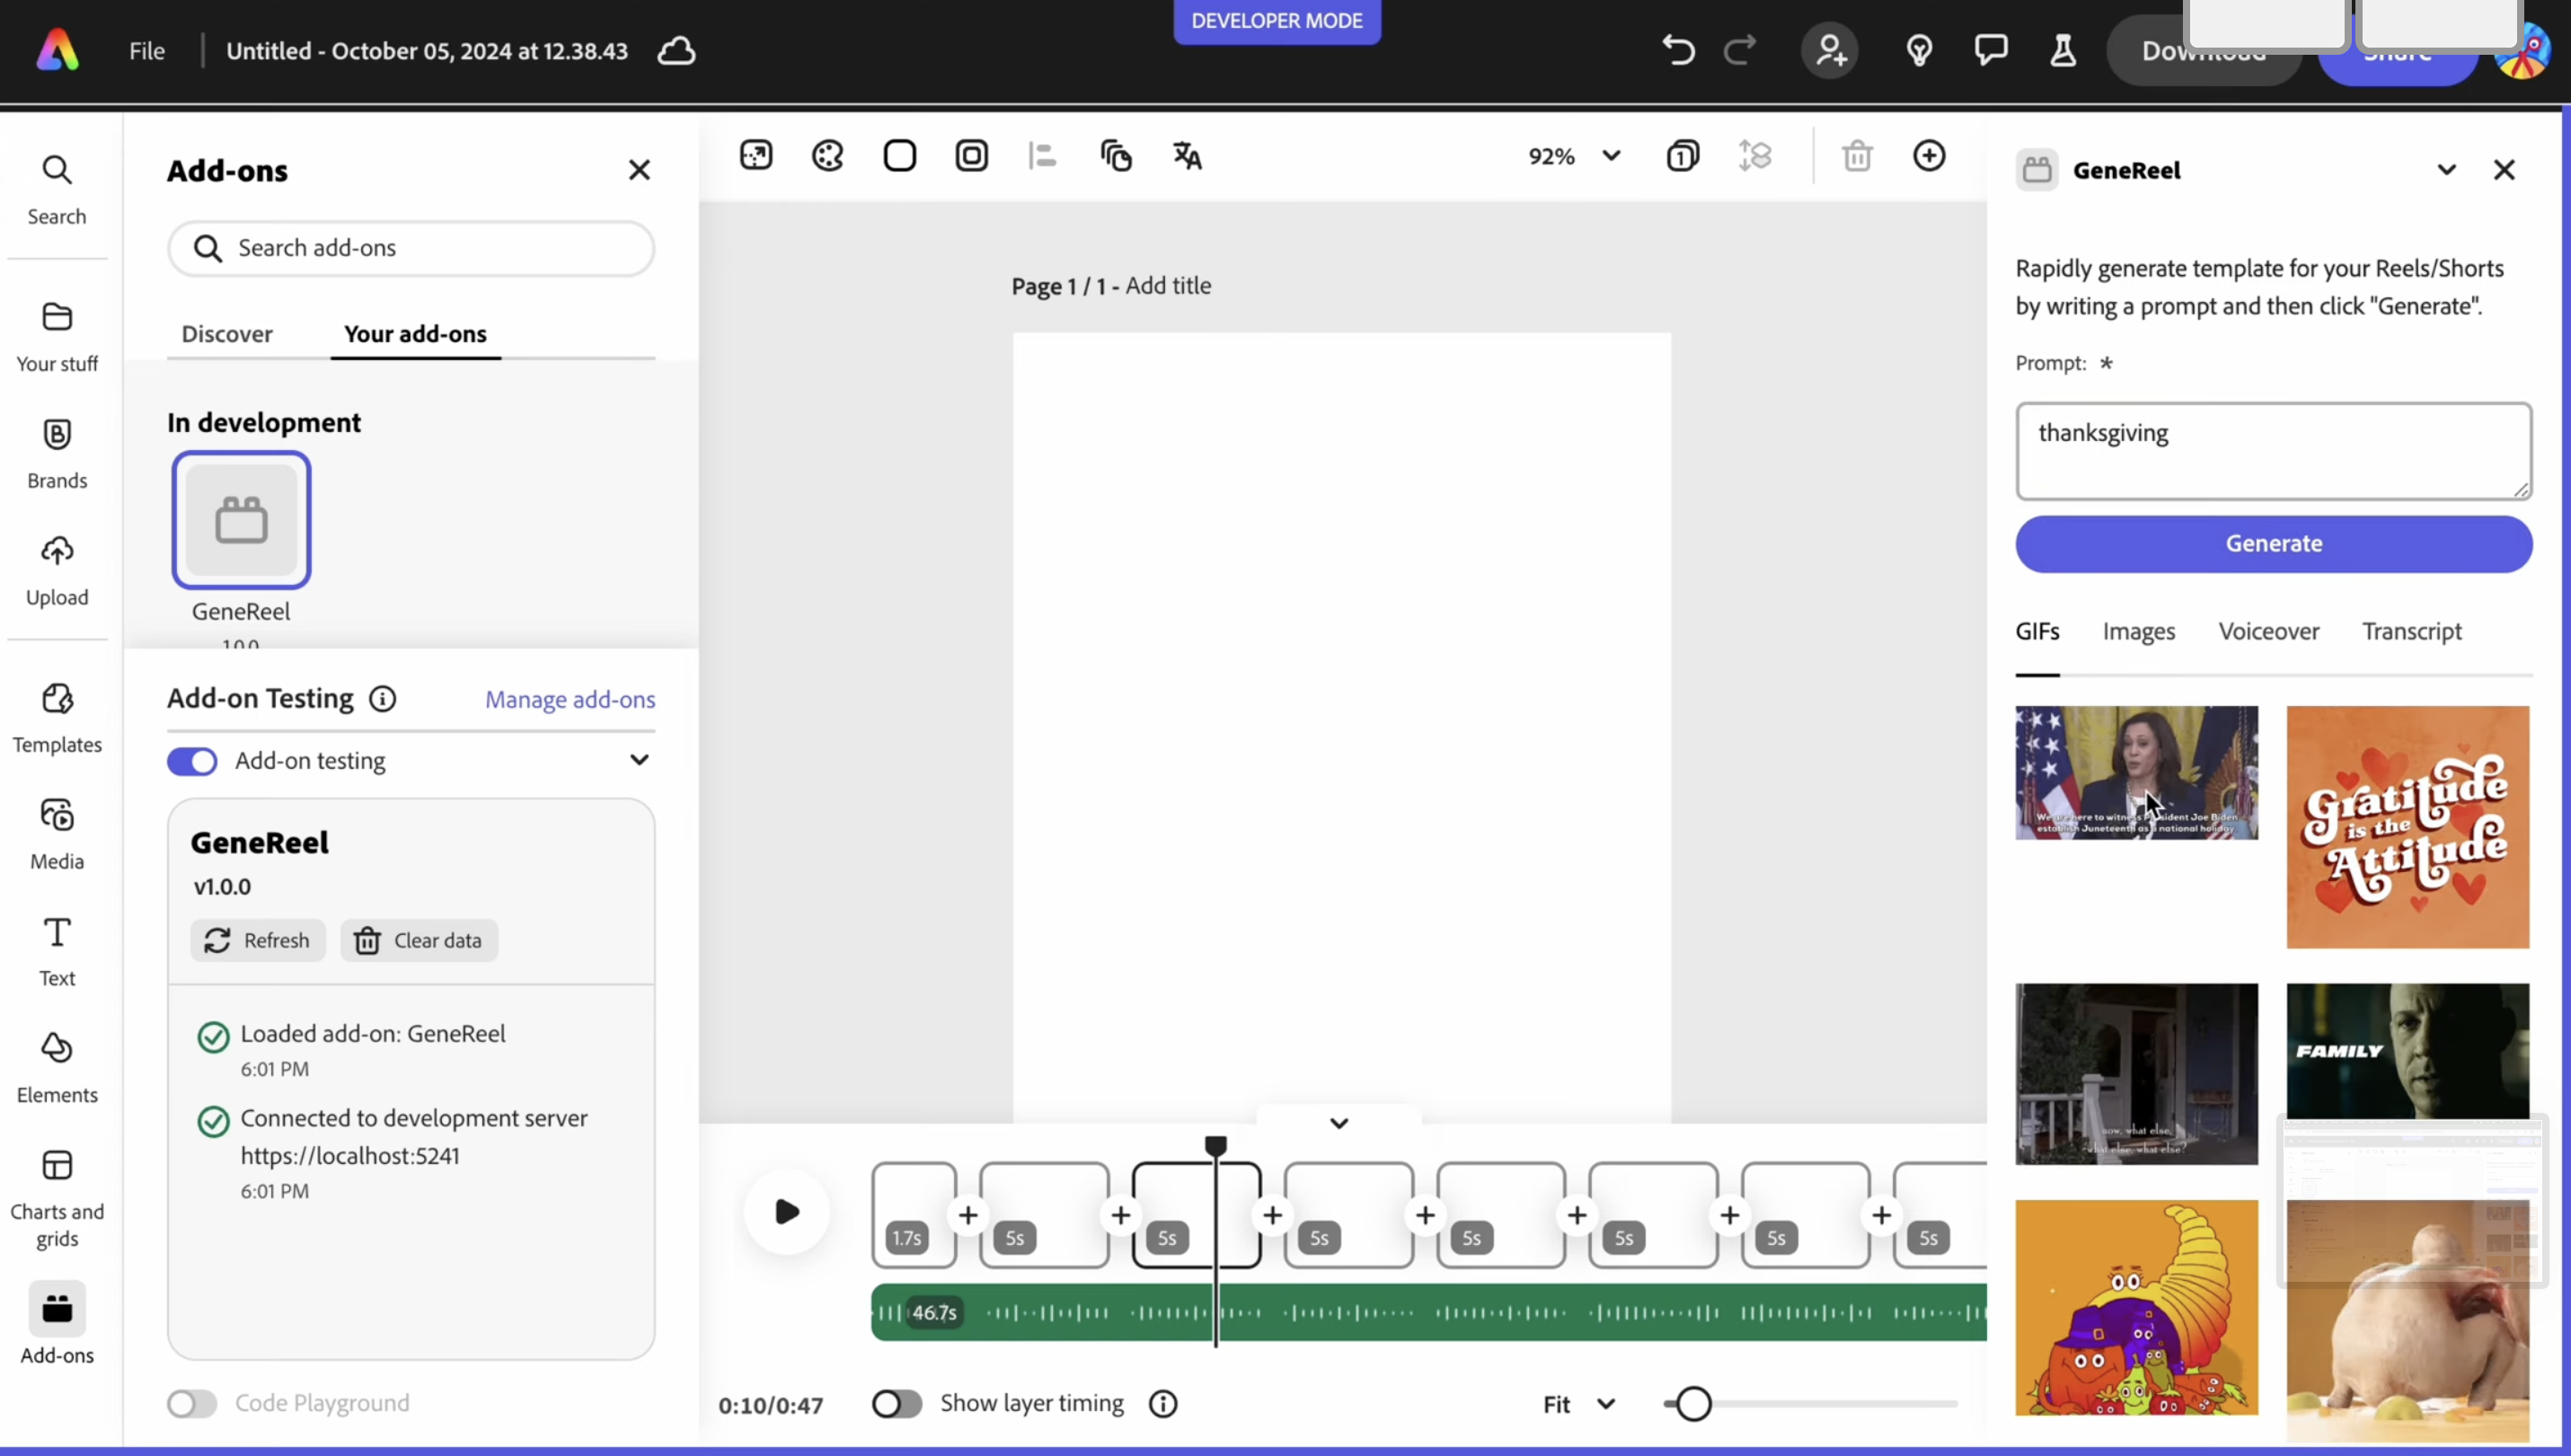 DEVELOPER MODE
File
Untitled - October 05, 2024 at 12.38.43
Download
Share
Search
Your stuff
Brands
Upload
Templates
Media
Text
Elements
Charts and
grids
Add-ons
Add-ons
Search add-ons
Discover
Your add-ons
In development
GeneReel
1.0.0
Add-on Testing
Manage add-ons
Add-on testing
GeneReel
v1.0.0
Refresh
Clear data
Loaded add-on: GeneReel
6:01 PM
Connected to development server
https://localhost:5241
6:01 PM
Code Playground
92%
1
Page 1 / 1 - Add title
1.7s
5s
5s
5s
5s
5s
5s
5s
46.7s
0:10/0:47
Show layer timing
Fit
GeneReel
Rapidly generate template for your Reels/Shorts
by writing a prompt and then click "Generate".
Prompt: *
thanksgiving
Generate
GIFs
Images
Voiceover
Transcript
We are here to witness President Joe Biden
establish Juneteenth as a national holiday
Gratitude
is the
Attitude
now, what else,
what else, what else?
FAMILY